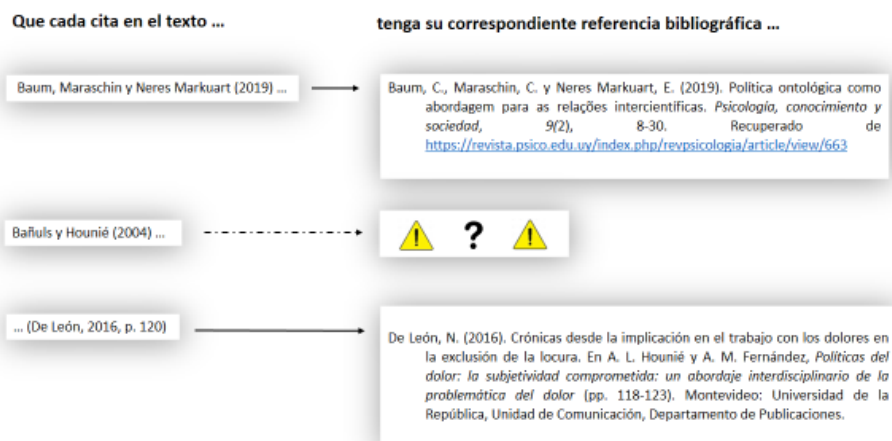 Que cada cita en el texto ...
tenga su correspondiente referencia bibliográfica ...
Baum, Maraschin y Neres Markuart (2019) ...
Baum, C., Maraschin, C. y Neres Markuart, E. (2019). Política ontológica como
abordagem para as relações intercientíficas. Psicología, conocimiento y
sociedad, 9(2), 8-30. Recuperado de
https://revista.psico.edu.uy/index.php/revpsicologia/article/view/663
Bañuls y Hounié (2004) ...
! ? !
... (De León, 2016, p. 120)
De León, N. (2016). Crónicas desde la implicación en el trabajo con los dolores en
la exclusión de la locura. En A. L. Hounié y A. M. Fernández, Políticas del
dolor: la subjetividad comprometida: un abordaje interdisciplinario de la
problemática del dolor (pp. 118-123). Montevideo: Universidad de la
República, Unidad de Comunicación, Departamento de Publicaciones.